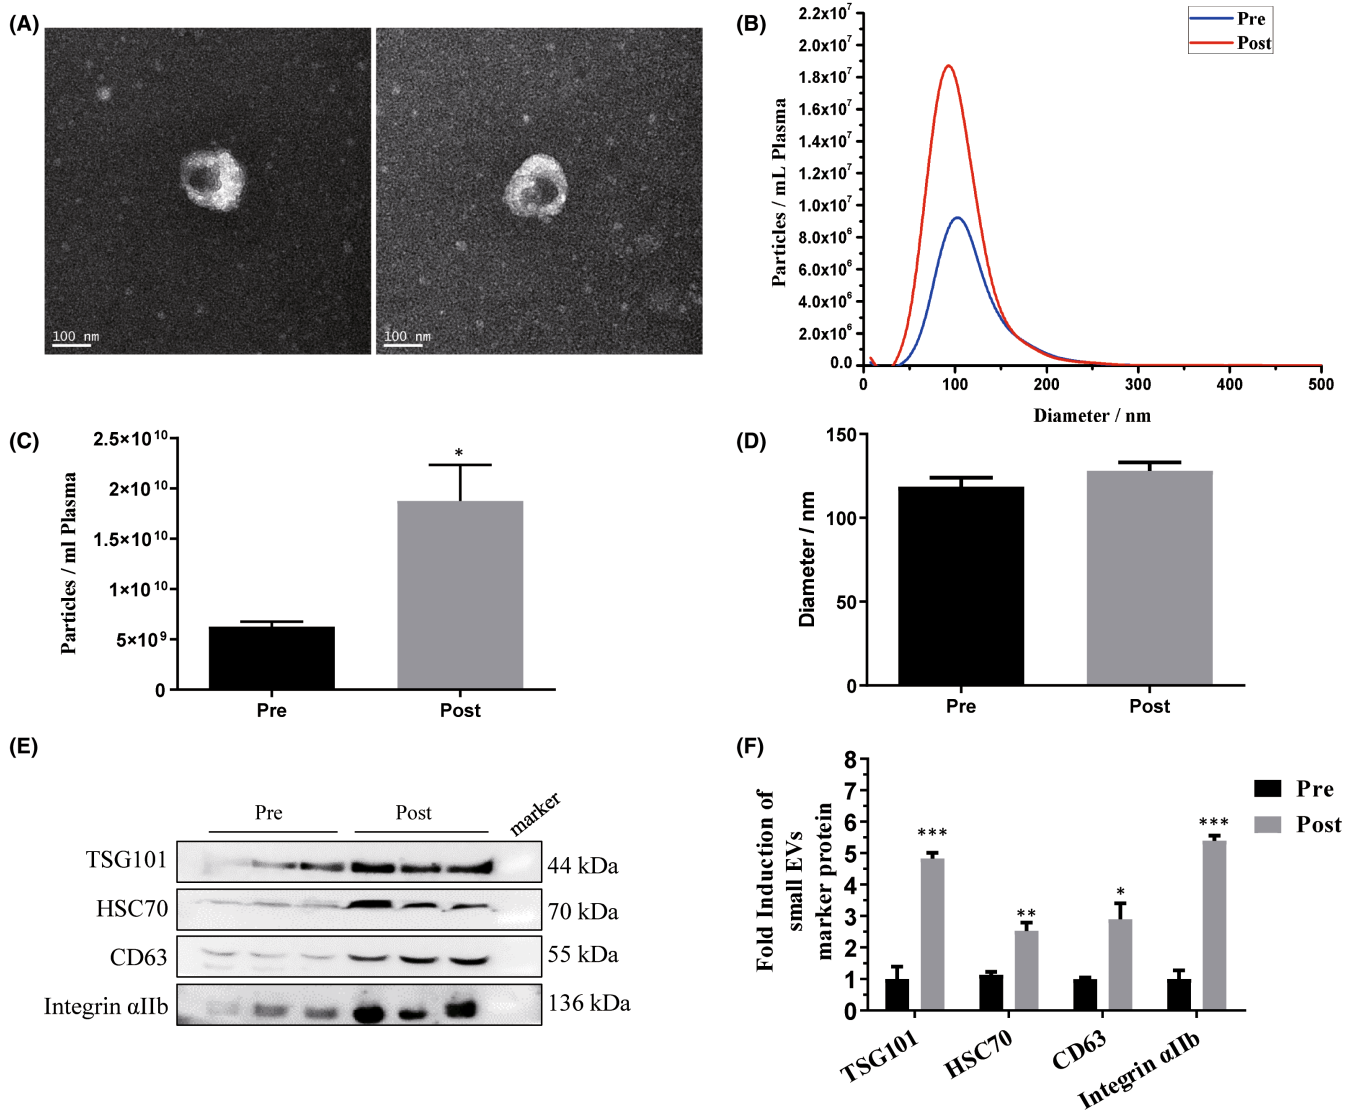 (A)
100 nm
100 nm
(B)
Pre
Post
2.2x10⁷
2.0x10⁷
1.8x10⁷
1.6x10⁷
1.4x10⁷
1.2x10⁷
1.0x10⁷
8.0x10⁶
6.0x10⁶
4.0x10⁶
2.0x10⁶
0.0
Particles / mL Plasma
0 100 200 300 400 500
Diameter / nm
(C)
2.5×10¹⁰
2×10¹⁰
1.5×10¹⁰
1×10¹⁰
5×10⁹
0
Particles / ml Plasma
*
Pre Post
(D)
150
100
50
0
Diameter / nm
Pre Post
(E)
Pre Post marker
TSG101 44 kDa
HSC70 70 kDa
CD63 55 kDa
Integrin αIIb 136 kDa
(F)
Fold Induction of
small EVs
marker protein
8
7
6
5
4
3
2
1
0
***
**
*
***
Pre
Post
TSG101 HSC70 CD63 Integrin αIIb